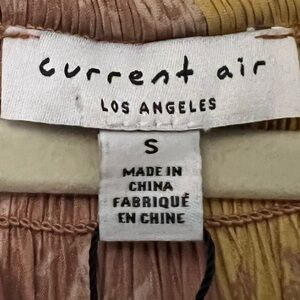 current air
LOS ANGELES
S
MADE IN
CHINA
FABRIQUÉ
EN CHINE